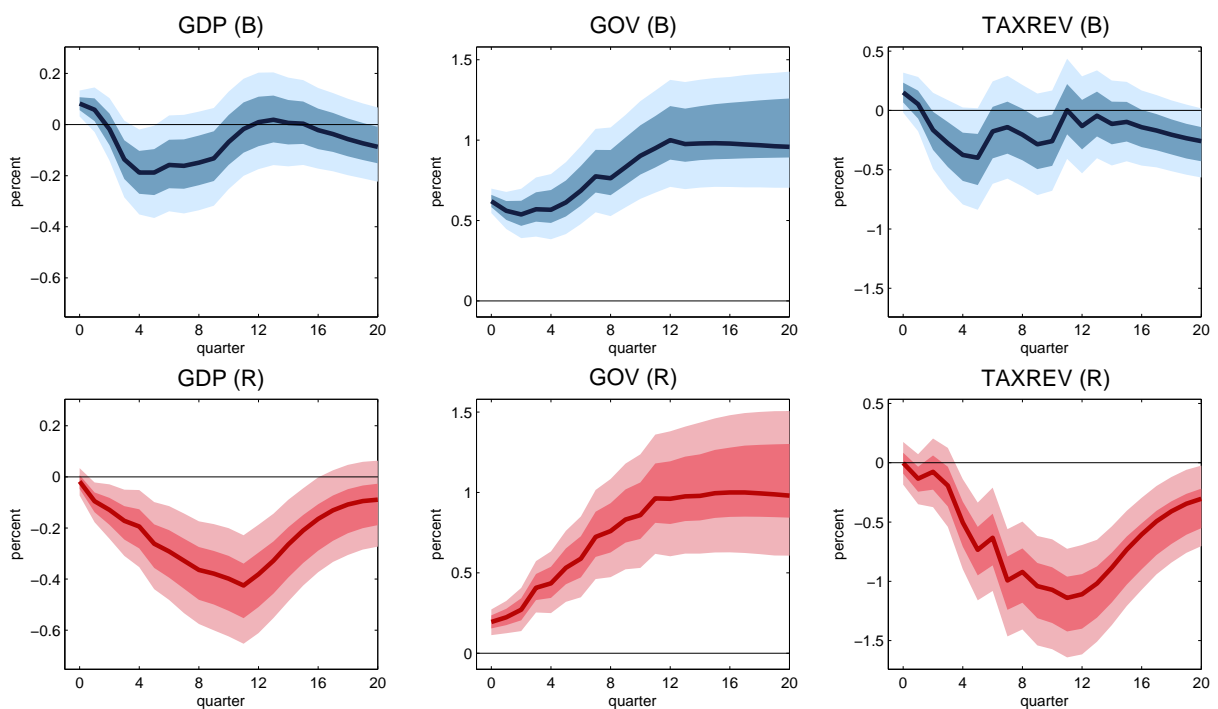 GDP (B)
GOV (B)
TAXREV (B)
0.2
0
−0.2
−0.4
−0.6
percent
0 4 8 12 16 20
quarter
1.5
1
0.5
0
percent
0 4 8 12 16 20
quarter
0.5
0
−0.5
−1
−1.5
percent
0 4 8 12 16 20
quarter
GDP (R)
GOV (R)
TAXREV (R)
0.2
0
−0.2
−0.4
−0.6
percent
0 4 8 12 16 20
quarter
1.5
1
0.5
0
percent
0 4 8 12 16 20
quarter
0.5
0
−0.5
−1
−1.5
percent
0 4 8 12 16 20
quarter